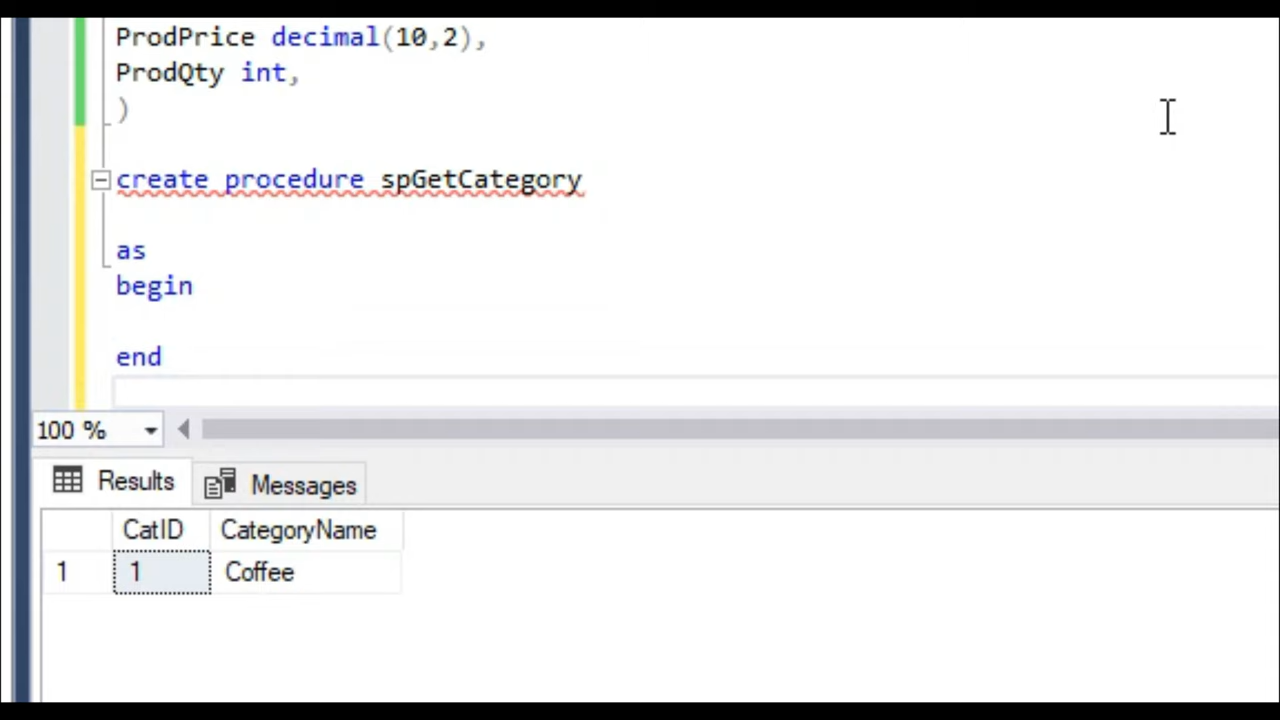 ProdPrice decimal(10,2),
ProdQty int,
)
create procedure spGetCategory
as
begin
end
100 %
Results Messages
CatID CategoryName
1 1 Coffee